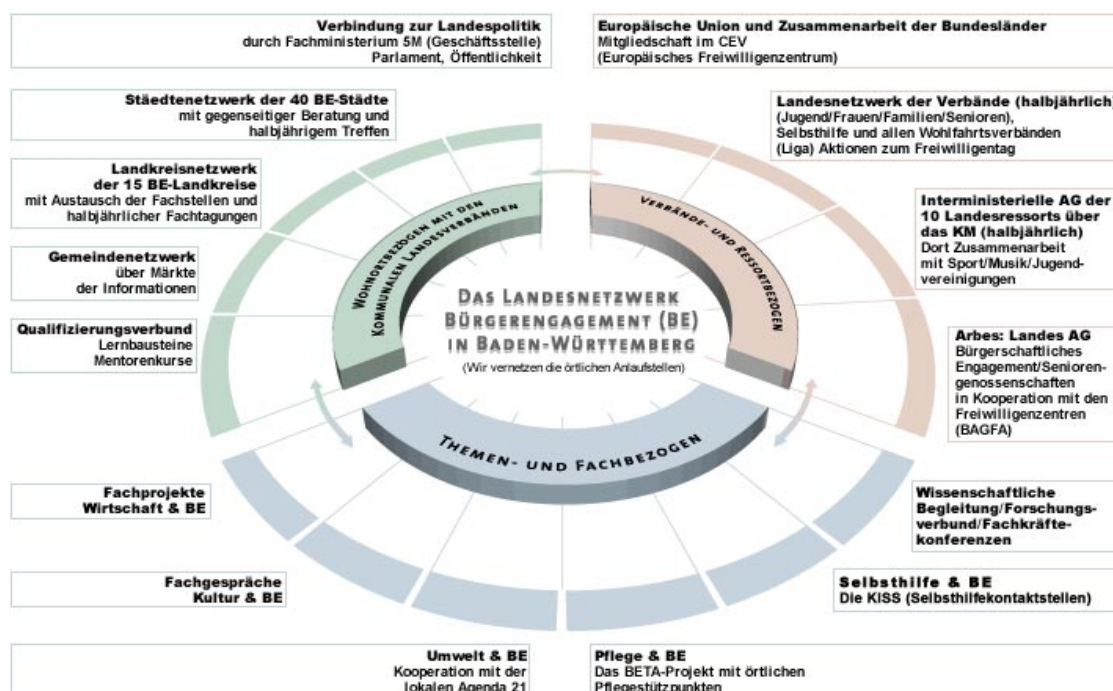 Verbindung zur Landespolitik
durch Fachministerium 5M (Geschäftsstelle)
Parlament, Öffentlichkeit
Europäische Union und Zusammenarbeit der Bundesländer
Mitgliedschaft im CEV
(Europäisches Freiwilligenzentrum)
Stäedtenetzwerk der 40 BE-Städte
mit gegenseitiger Beratung und
halbjährigem Treffen
Landesnetzwerk der Verbände (halbjährlich)
(Jugend/Frauen/Familien/Senioren),
Selbsthilfe und allen Wohlfahrtsverbänden
(Liga) Aktionen zum Freiwilligentag
Landkreisnetzwerk
der 15 BE-Landkreise
mit Austausch der Fachstellen und
halbjährlicher Fachtagungen
Interministerielle AG der
10 Landesressorts über
das KM (halbjährlich)
Dort Zusammenarbeit
mit Sport/Musik/Jugend-
vereinigungen
Gemeindenetzwerk
über Märkte
der Informationen
Qualifizierungsverbund
Lernbausteine
Mentorenkurse
Arbes: Landes AG
Bürgerschaftliches
Engagement/Senioren-
genossenschaften
in Kooperation mit den
Freiwilligenzentren
(BAGFA)
WOHNORTBEZOGEN MIT DEN
KOMMUNALEN LANDESVERBÄNDEN
VERBÄNDE- UND RESSORTBEZOGEN
DAS LANDESNETZWERK
BÜRGERENGAGEMENT (BE)
IN BADEN-WÜRTTEMBERG
(Wir vernetzen die örtlichen Anlaufstellen)
THEMEN- UND FACHBEZOGEN
Fachprojekte
Wirtschaft & BE
Wissenschaftliche
Begleitung/Forschungs-
verbund/Fachkräfte-
konferenzen
Fachgespräche
Kultur & BE
Selbsthilfe & BE
Die KISS (Selbsthilfekontaktstellen)
Umwelt & BE
Kooperation mit der
lokalen Agenda 21
Pflege & BE
Das BETA-Projekt mit örtlichen
Pflegestützpunkten